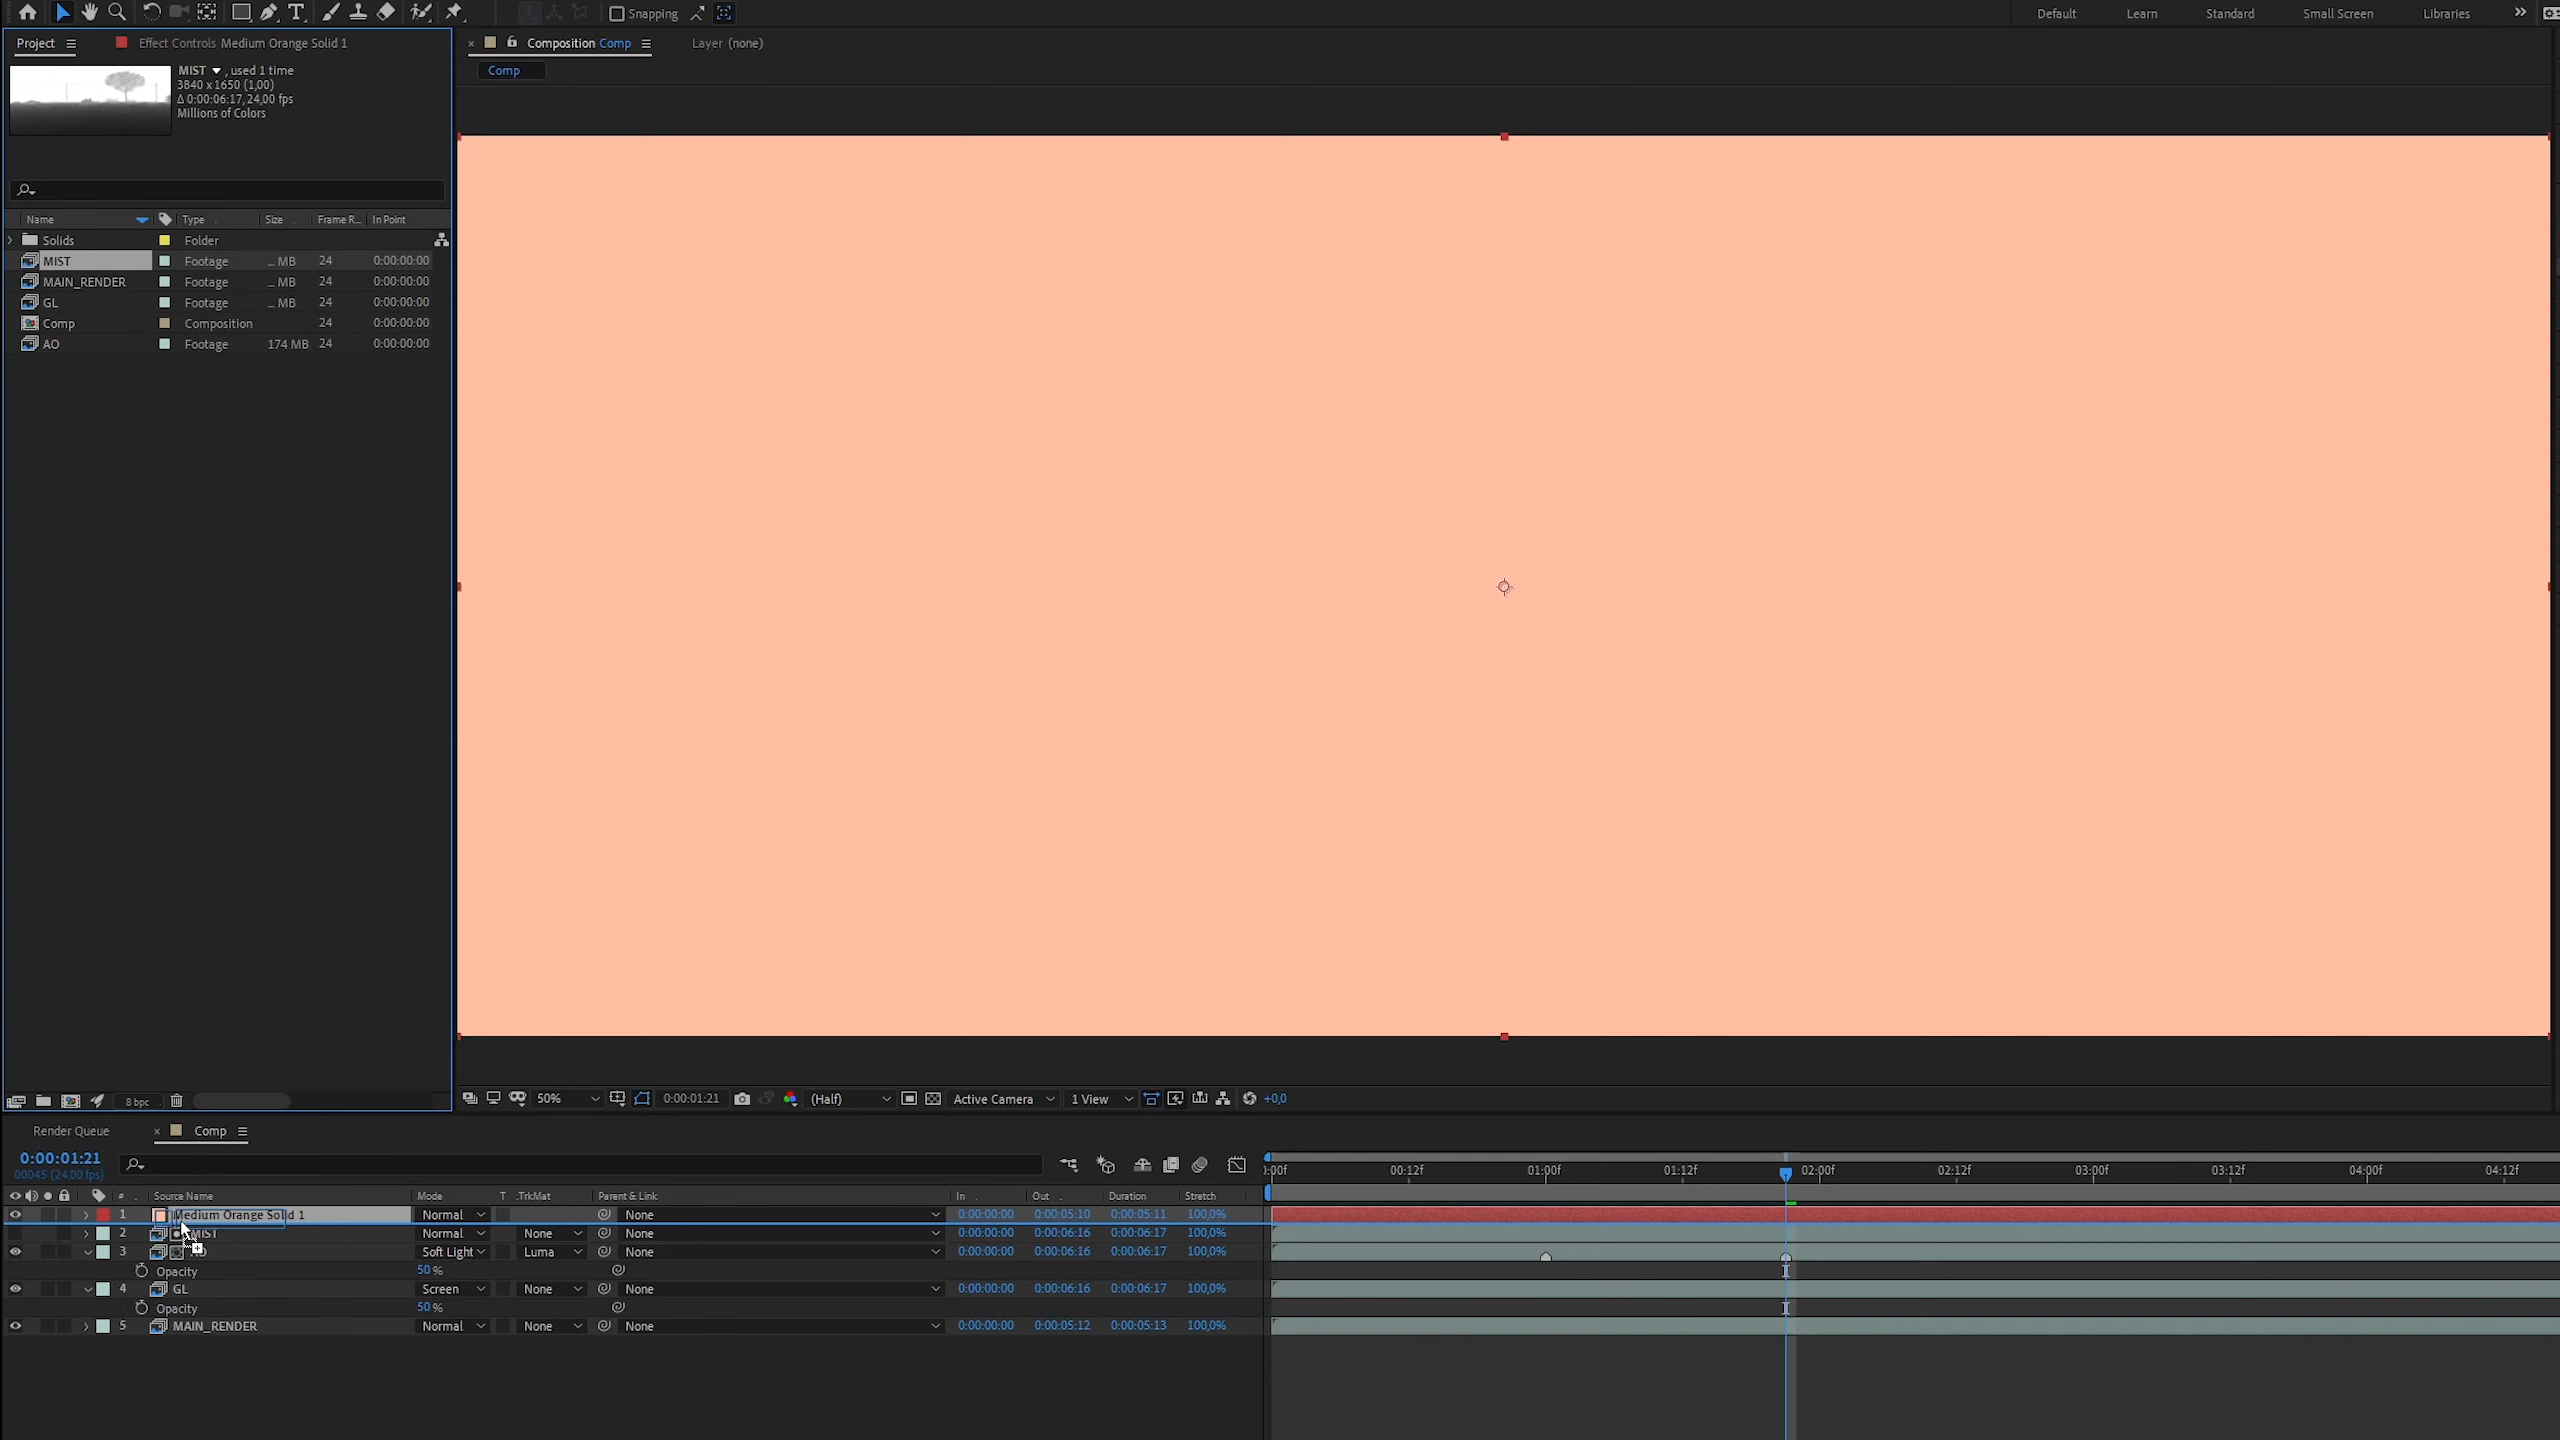 Snapping
Default
Learn
Standard
Small Screen
Libraries
Project
Effect Controls Medium Orange Solid 1
Composition Comp
Layer (none)
Comp
MIST , used 1 time
3840 x 1650 (1,00)
Δ 0:00:06:17, 24,00 fps
Millions of Colors
Name Type Size Frame R... In Point
Solids Folder
MIST Footage ... MB 24 0:00:00:00
MAIN_RENDER Footage ... MB 24 0:00:00:00
GL Footage ... MB 24 0:00:00:00
Comp Composition 24 0:00:00:00
AO Footage 174 MB 24 0:00:00:00
8 bpc
50% 0:00:01:21 (Half) Active Camera 1 View +0,0
Render Queue
Comp
0:00:01:21
00045 (24.00 fps)
:00f 00:12f 01:00f 01:12f 02:00f 02:12f 03:00f 03:12f 04:00f 04:12f
# Source Name Mode T .TrkMat Parent & Link In Out Duration Stretch
1 Medium Orange Solid 1 Normal None 0:00:00:00 0:00:05:10 0:00:05:11 100,0%
2 MIST Normal None None 0:00:00:00 0:00:06:16 0:00:06:17 100,0%
3 Soft Light Luma None 0:00:00:00 0:00:06:16 0:00:06:17 100,0%
Opacity 50 %
4 GL Screen None None 0:00:00:00 0:00:06:16 0:00:06:17 100,0%
Opacity 50 %
5 MAIN_RENDER Normal None None 0:00:00:00 0:00:05:12 0:00:05:13 100,0%